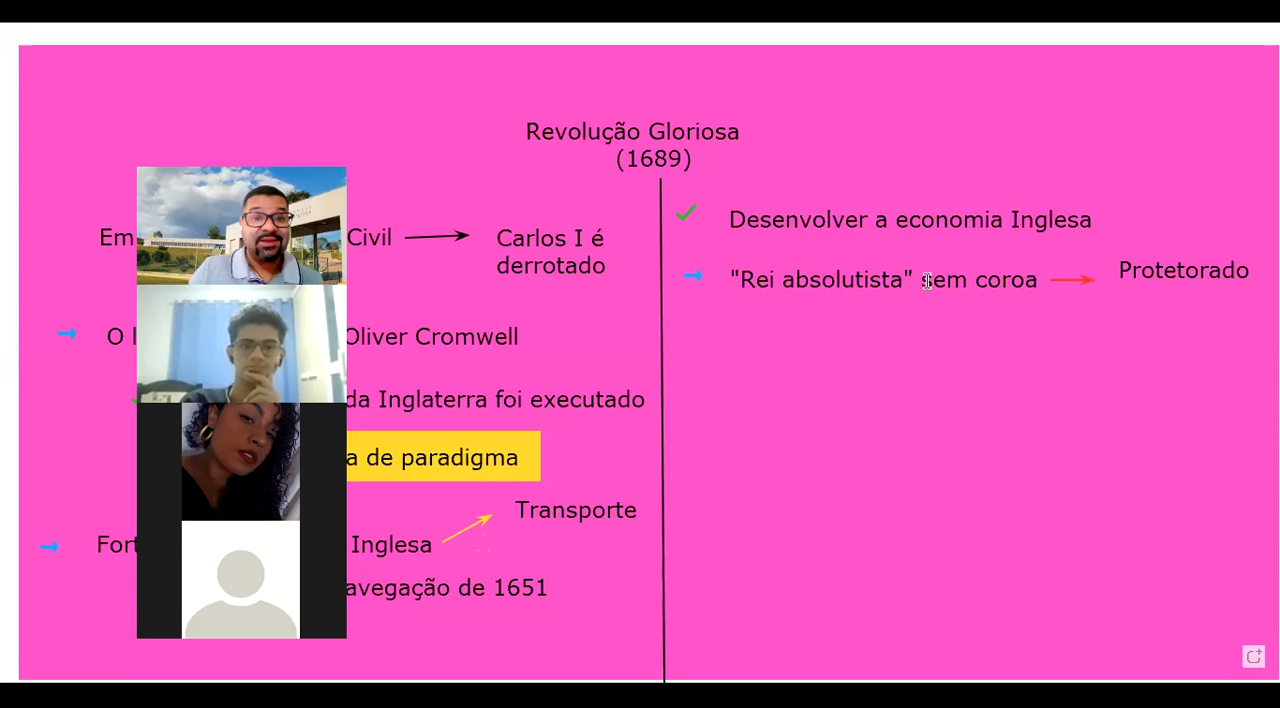 Revolução Gloriosa
(1689)
Em Civil
Carlos I é
derrotado
O l Oliver Cromwell
da Inglaterra foi executado
a de paradigma
Transporte
Fort Inglesa
avegação de 1651
Desenvolver a economia Inglesa
"Rei absolutista" sem coroa
Protetorado